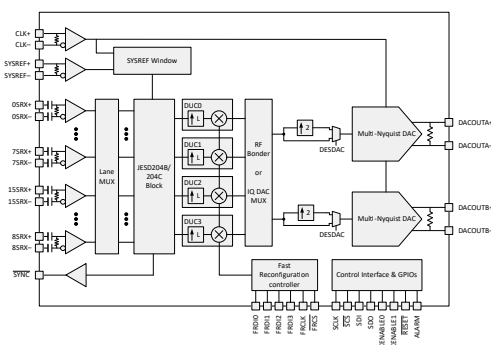 CLK+
CLK–
SYSREF+
SYSREF–
SYSREF Window
0SRX+
0SRX–
7SRX+
7SRX–
15SRX+
15SRX–
8SRX+
8SRX–
SYNC
Lane
MUX
JESD204B/
204C
Block
DUC0
L
DUC1
L
DUC2
L
DUC3
L
RF
Bonder
or
IQ DAC
MUX
2
DESDAC
2
DESDAC
Multi-Nyquist DAC
Multi-Nyquist DAC
DACOUTA+
DACOUTA–
DACOUTB+
DACOUTB–
Fast
Reconfiguration
controller
Control Interface & GPIOs
FRDI0
FRDI1
FRDI2
FRDI3
FRCLK
FRCS
SCLK
SCS
SDI
SDO
RESET
ALARM